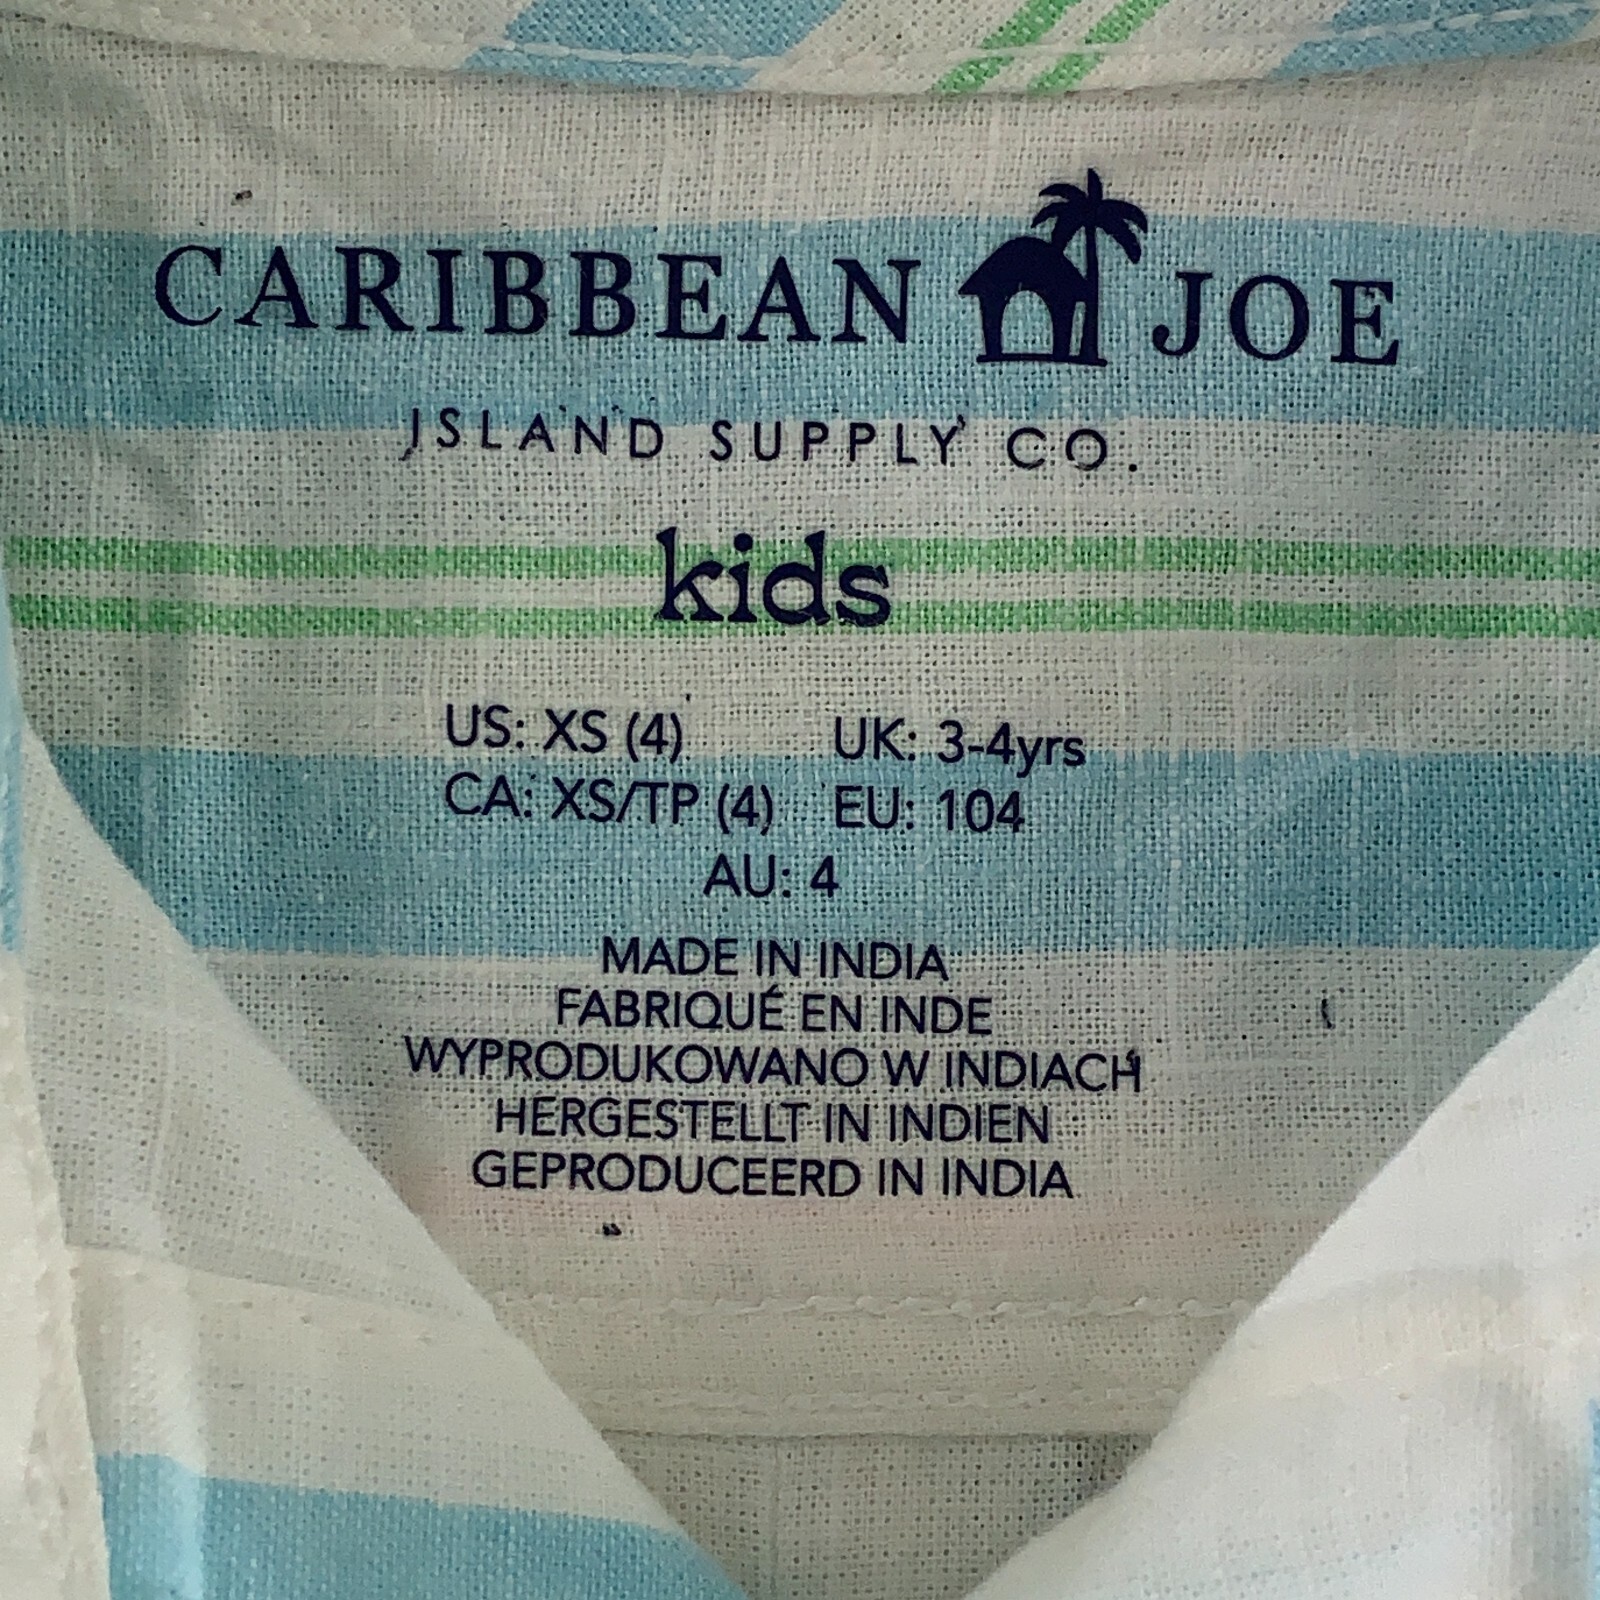 CARIBBEAN JOE
ISLAND SUPPLY CO.
kids
US: XS (4) UK: 3-4yrs
CA: XS/TP (4) EU: 104
AU: 4
MADE IN INDIA
FABRIQUÉ EN INDE
WYPRODUKOWANO W INDIACH
HERGESTELLT IN INDIEN
GEPRODUCEERD IN INDIA